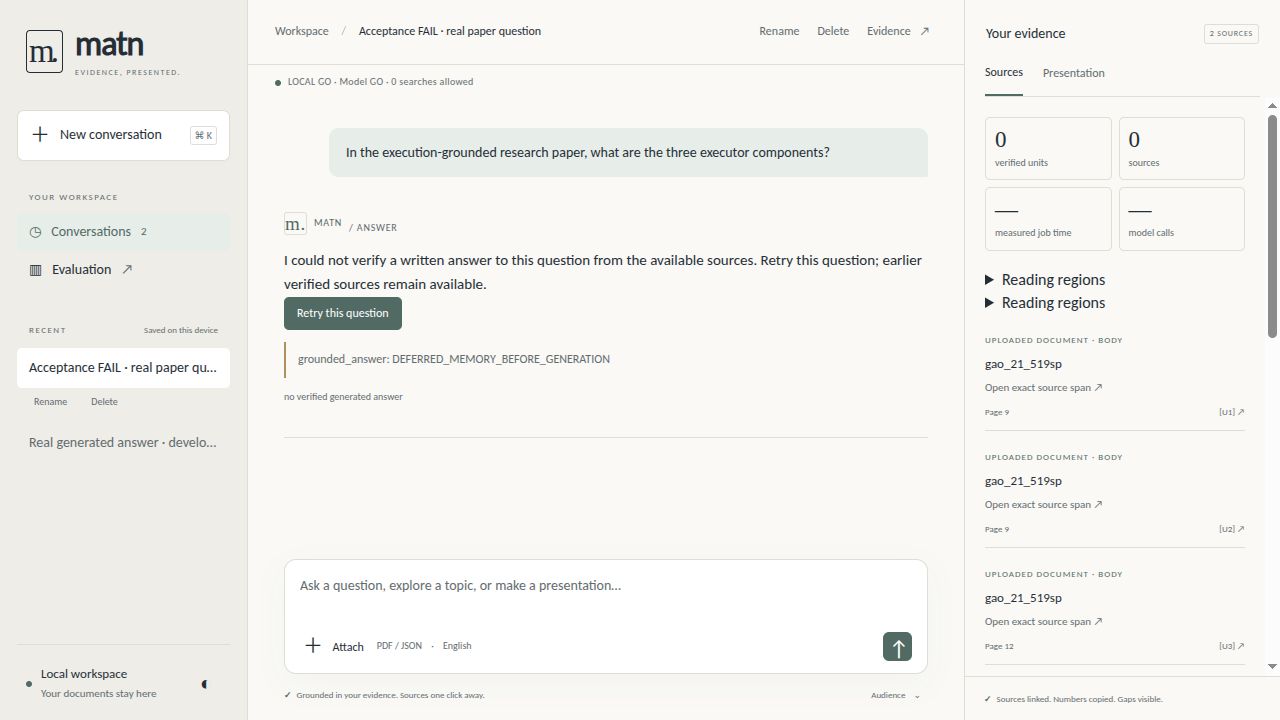 m. matn
EVIDENCE, PRESENTED.
New conversation ⌘ K
YOUR WORKSPACE
Conversations 2
Evaluation ↗
RECENT Saved on this device
Acceptance FAIL · real paper qu...
Rename Delete
Real generated answer · develo...
Local workspace
Your documents stay here
Workspace / Acceptance FAIL · real paper question
Rename Delete Evidence ↗
LOCAL GO · Model GO · 0 searches allowed
In the execution-grounded research paper, what are the three executor components?
m. MATN / ANSWER
I could not verify a written answer to this question from the available sources. Retry this question; earlier
verified sources remain available.
Retry this question
grounded_answer: DEFERRED_MEMORY_BEFORE_GENERATION
no verified generated answer
Ask a question, explore a topic, or make a presentation...
Attach PDF / JSON · English
✓ Grounded in your evidence. Sources one click away.
Audience
Your evidence 2 SOURCES
Sources Presentation
0 0
verified units sources
— —
measured job time model calls
▶ Reading regions
▶ Reading regions
UPLOADED DOCUMENT · BODY
gao_21_519sp
Open exact source span ↗
Page 9 [U1] ↗
UPLOADED DOCUMENT · BODY
gao_21_519sp
Open exact source span ↗
Page 9 [U2] ↗
UPLOADED DOCUMENT · BODY
gao_21_519sp
Open exact source span ↗
Page 12 [U3] ↗
✓ Sources linked. Numbers copied. Gaps visible.